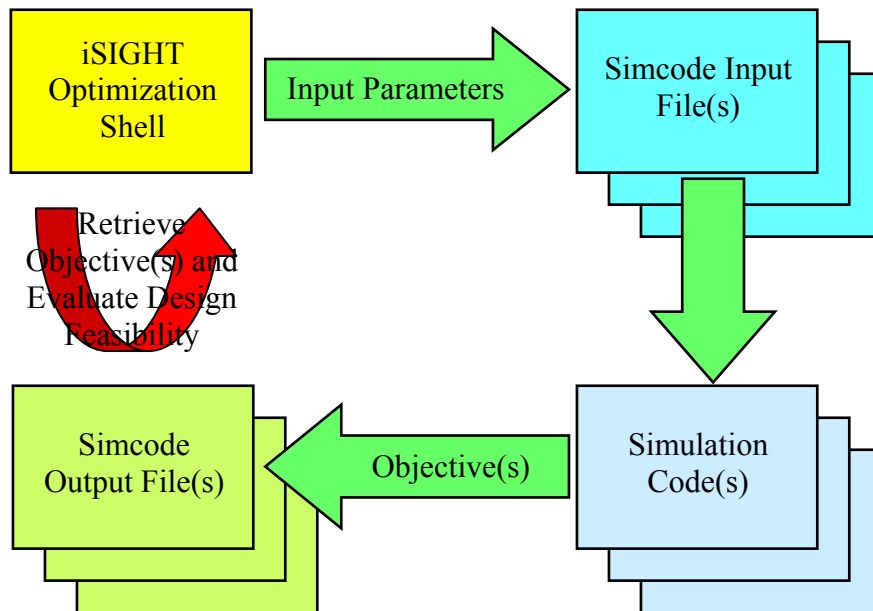 iSIGHT
Optimization
Shell
Input Parameters
Simcode Input
File(s)
Retrieve
Objective(s) and
Evaluate Design
Feasibility
Simcode
Output File(s)
Objective(s)
Simulation
Code(s)